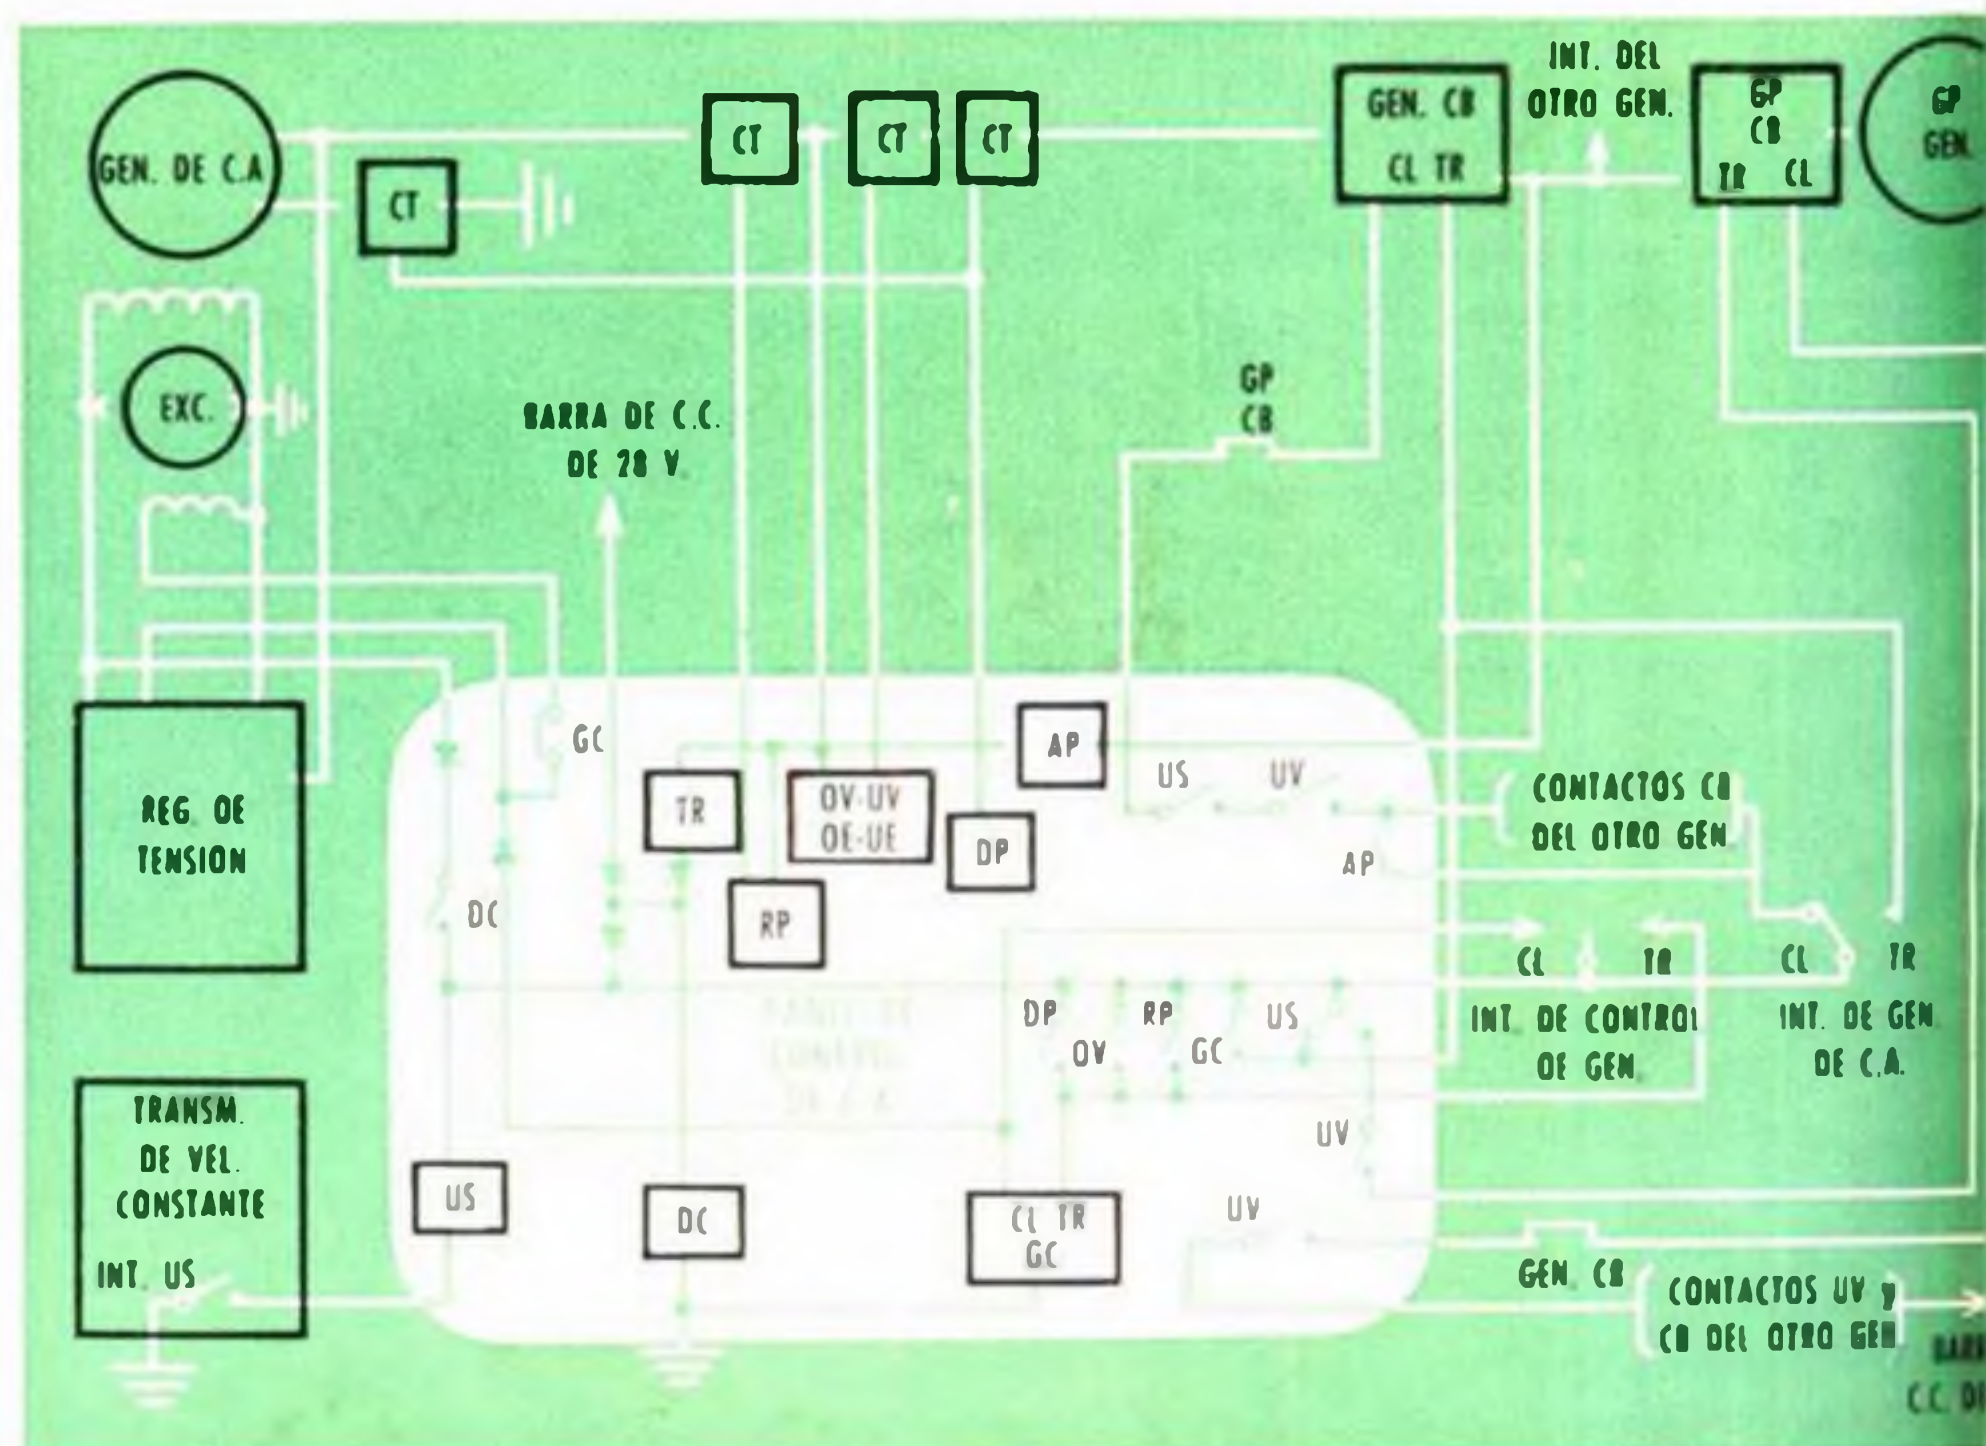 INT. DEL
OTRO GEN.
GEN. CB
CL TR
GP
CB
TR CL
GP
GEN.
GEN. DE C.A
CT
CT
CT
CT
EXC.
GP
CB
BARRA DE C.C.
DE 28 V.
REG. DE
TENSION
GC
TR
OV-UV
OE-UE
AP
DP
RP
DC
US
UV
AP
CONTACTOS CB
DEL OTRO GEN
CL
TR
INT. DE CONTROL
DE GEN.
CL
TR
INT. DE GEN.
DE C.A.
PANEL DE
CONTROL
DE C.A.
DP
OV
RP
GC
US
UV
UV
US
DC
CL TR
GC
TRANSM.
DE VEL.
CONSTANTE
INT. US
GEN. CB
CONTACTOS UV y
CB DEL OTRO GEN
C.C.